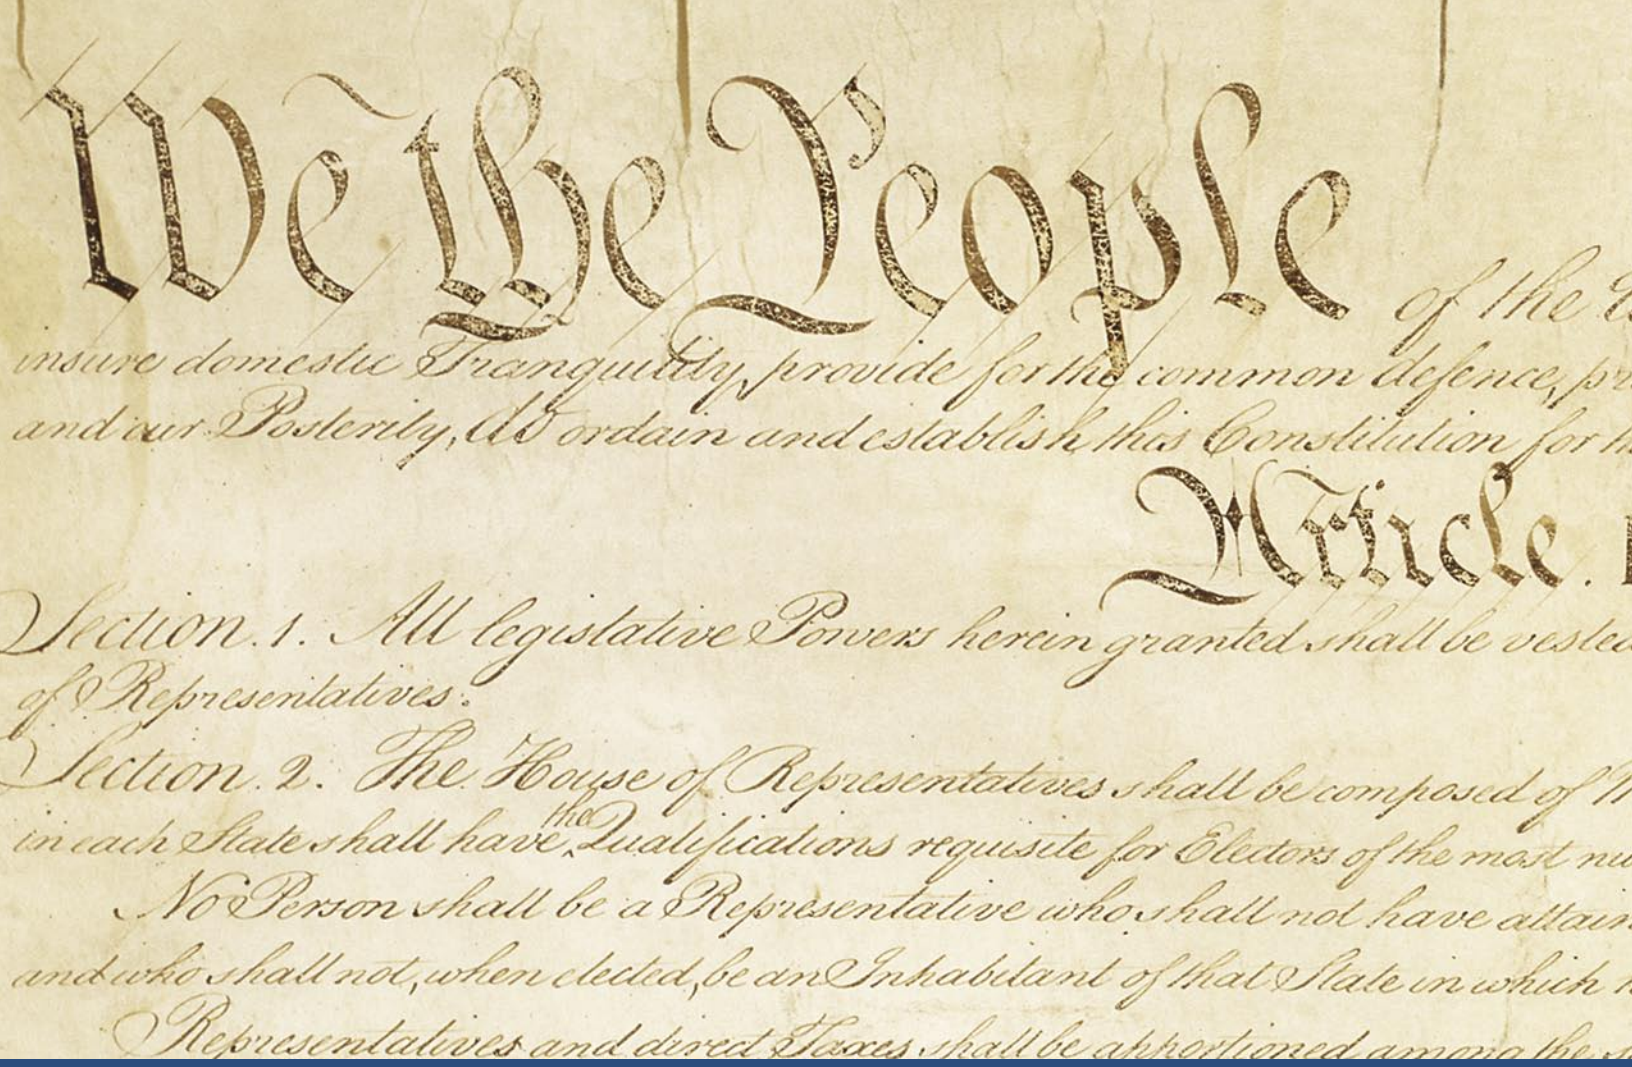 We the People of the
insure domestic Tranquility, provide for the common defence,
and our Posterity, do ordain and establish this Constitution for
Article.
Section. 1. All legislative Powers herein granted shall be vested
of Representatives.
Section. 2. The House of Representatives shall be composed of
the
in each State shall have Qualifications requisite for Electors of the most
No Person shall be a Representative who shall not have
and who shall not, when elected, be an Inhabitant of that State in which
Representatives and direct Taxes shall be apportioned among the